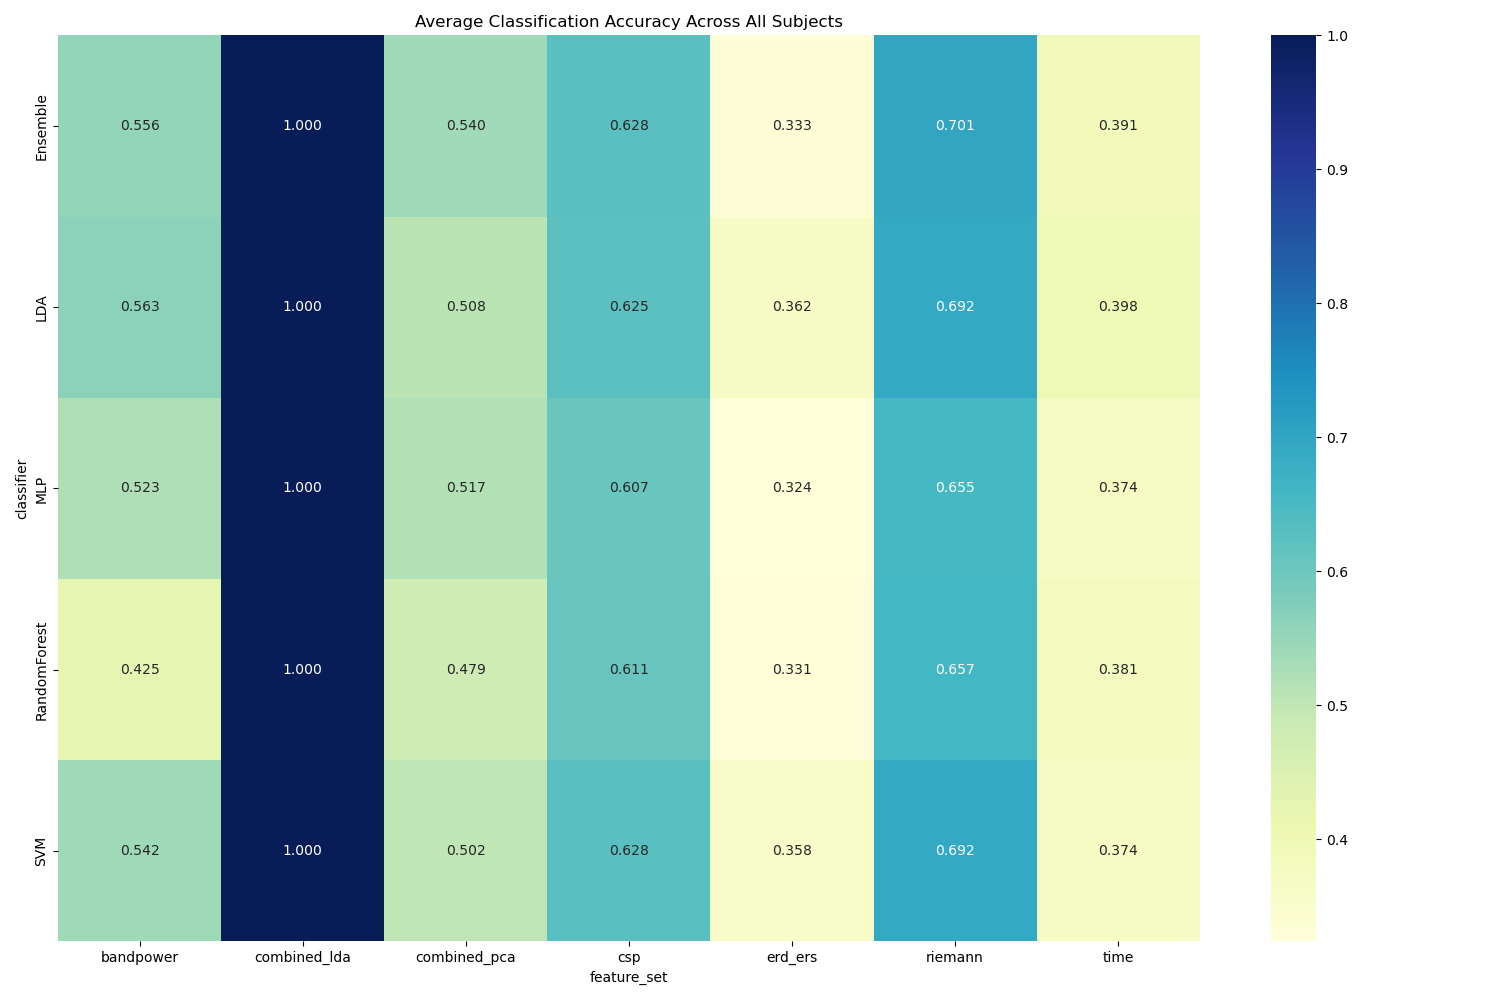 Average Classification Accuracy Across All Subjects
classifier
Ensemble 0.556 1.000 0.540 0.628 0.333 0.701 0.391
LDA 0.563 1.000 0.508 0.625 0.362 0.692 0.398
MLP 0.523 1.000 0.517 0.607 0.324 0.655 0.374
RandomForest 0.425 1.000 0.479 0.611 0.331 0.657 0.381
SVM 0.542 1.000 0.502 0.628 0.358 0.692 0.374
bandpower combined_lda combined_pca csp erd_ers riemann time
feature_set
1.0
0.9
0.8
0.7
0.6
0.5
0.4